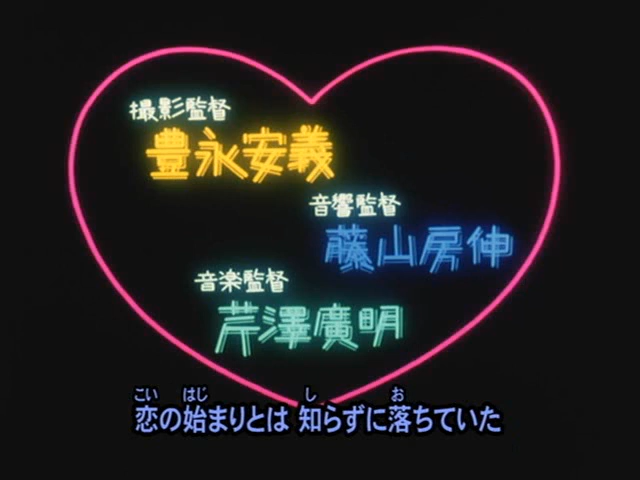 撮影監督
豊永安義
音響監督
藤山房伸
音楽監督
芹澤廣明
こい はじ し お
恋の始まりとは 知らずに落ちていた